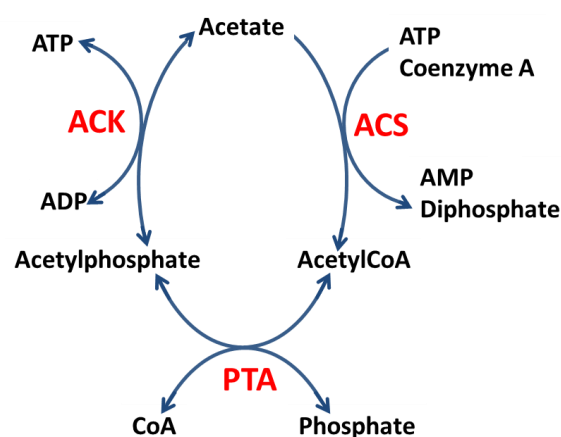 Acetate
ATP
ATP
Coenzyme A
ACK
ACS
ADP
AMP
Diphosphate
Acetylphosphate
AcetylCoA
PTA
CoA
Phosphate